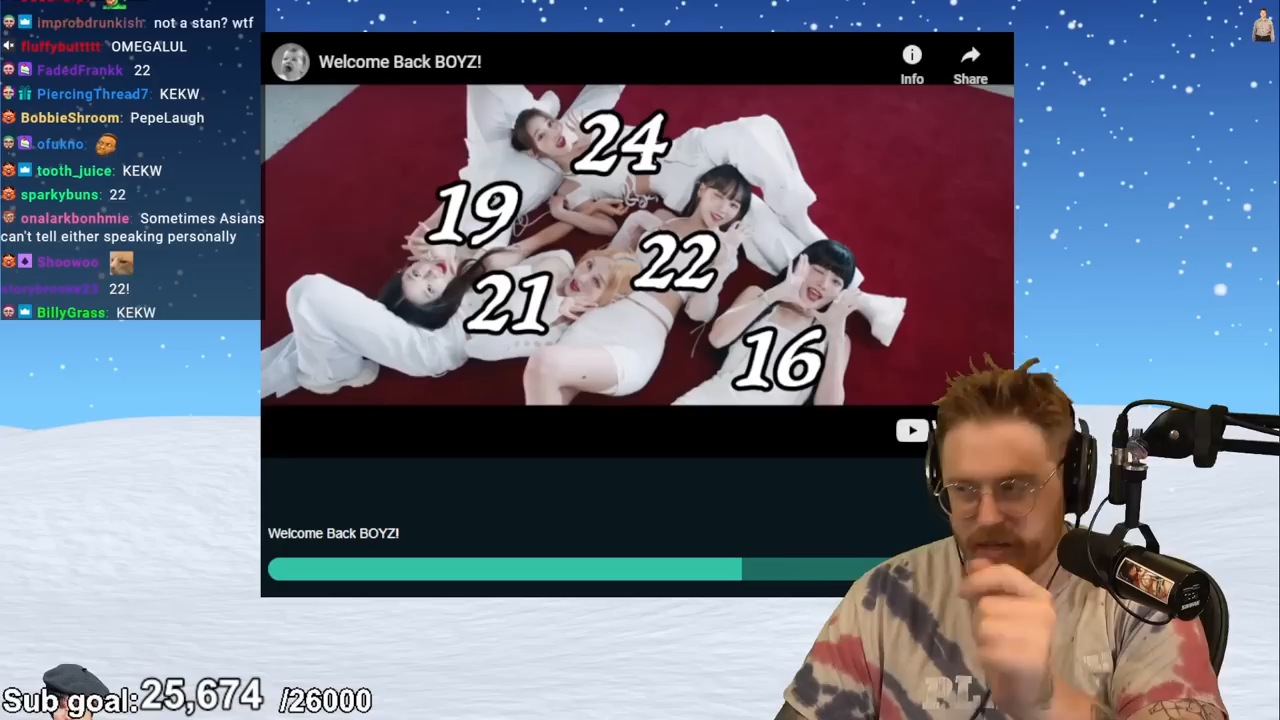 improbdrunkish: not a stan? wtf
fluffybuttttt OMEGALUL
FadedFrankk 22
PiercingThread7: KEKW
BobbieShroom: PepeLaugh
ofukno:
tooth_juice: KEKW
sparkybuns: 22
onalarkbonhmie: Sometimes Asians
can't tell either speaking personally
Shoowoo
22!
BillyGrass: KEKW
Welcome Back BOYZ!
Info
Share
24
19
22
21
16
Welcome Back BOYZ!
Sub goal: 25,674 /26000